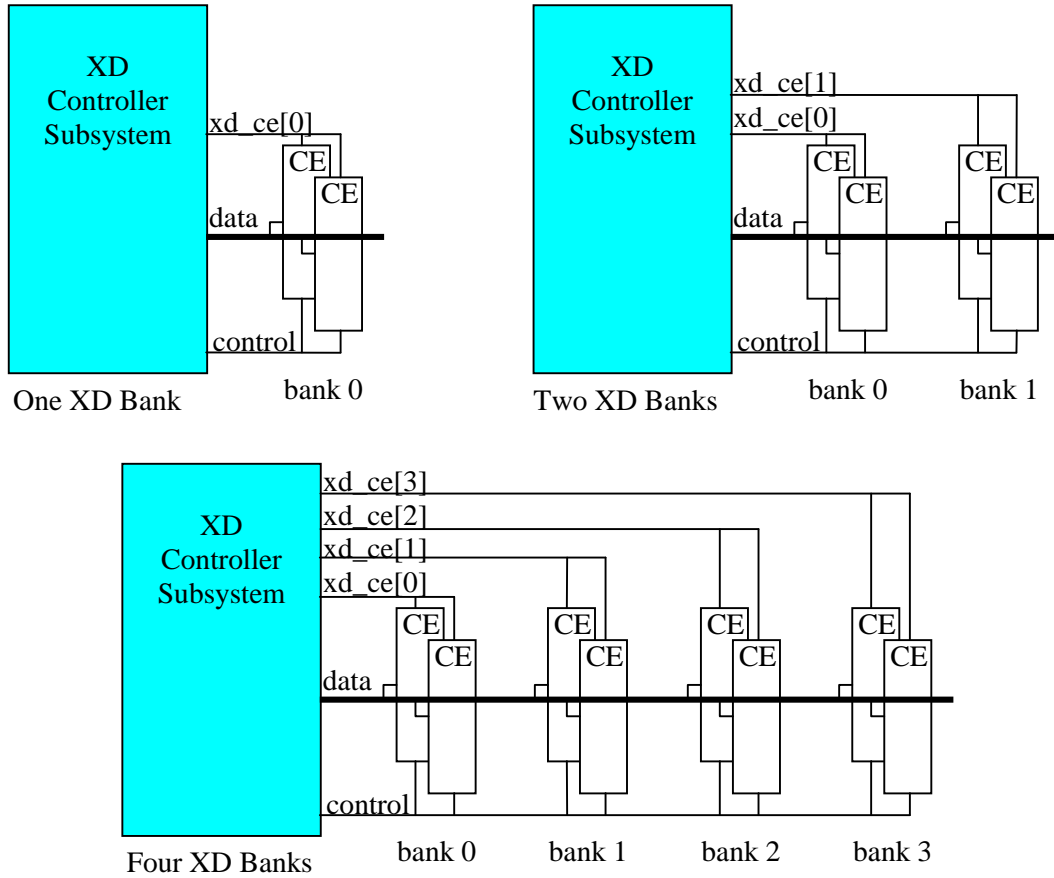 XD
Controller
Subsystem
xd_ce[0]
CE
CE
data
control
bank 0
One XD Bank
XD
Controller
Subsystem
xd_ce[1]
xd_ce[0]
CE
CE
CE
CE
data
control
bank 0
bank 1
Two XD Banks
XD
Controller
Subsystem
xd_ce[3]
xd_ce[2]
xd_ce[1]
xd_ce[0]
CE
CE
CE
CE
CE
CE
CE
CE
data
control
bank 0
bank 1
bank 2
bank 3
Four XD Banks